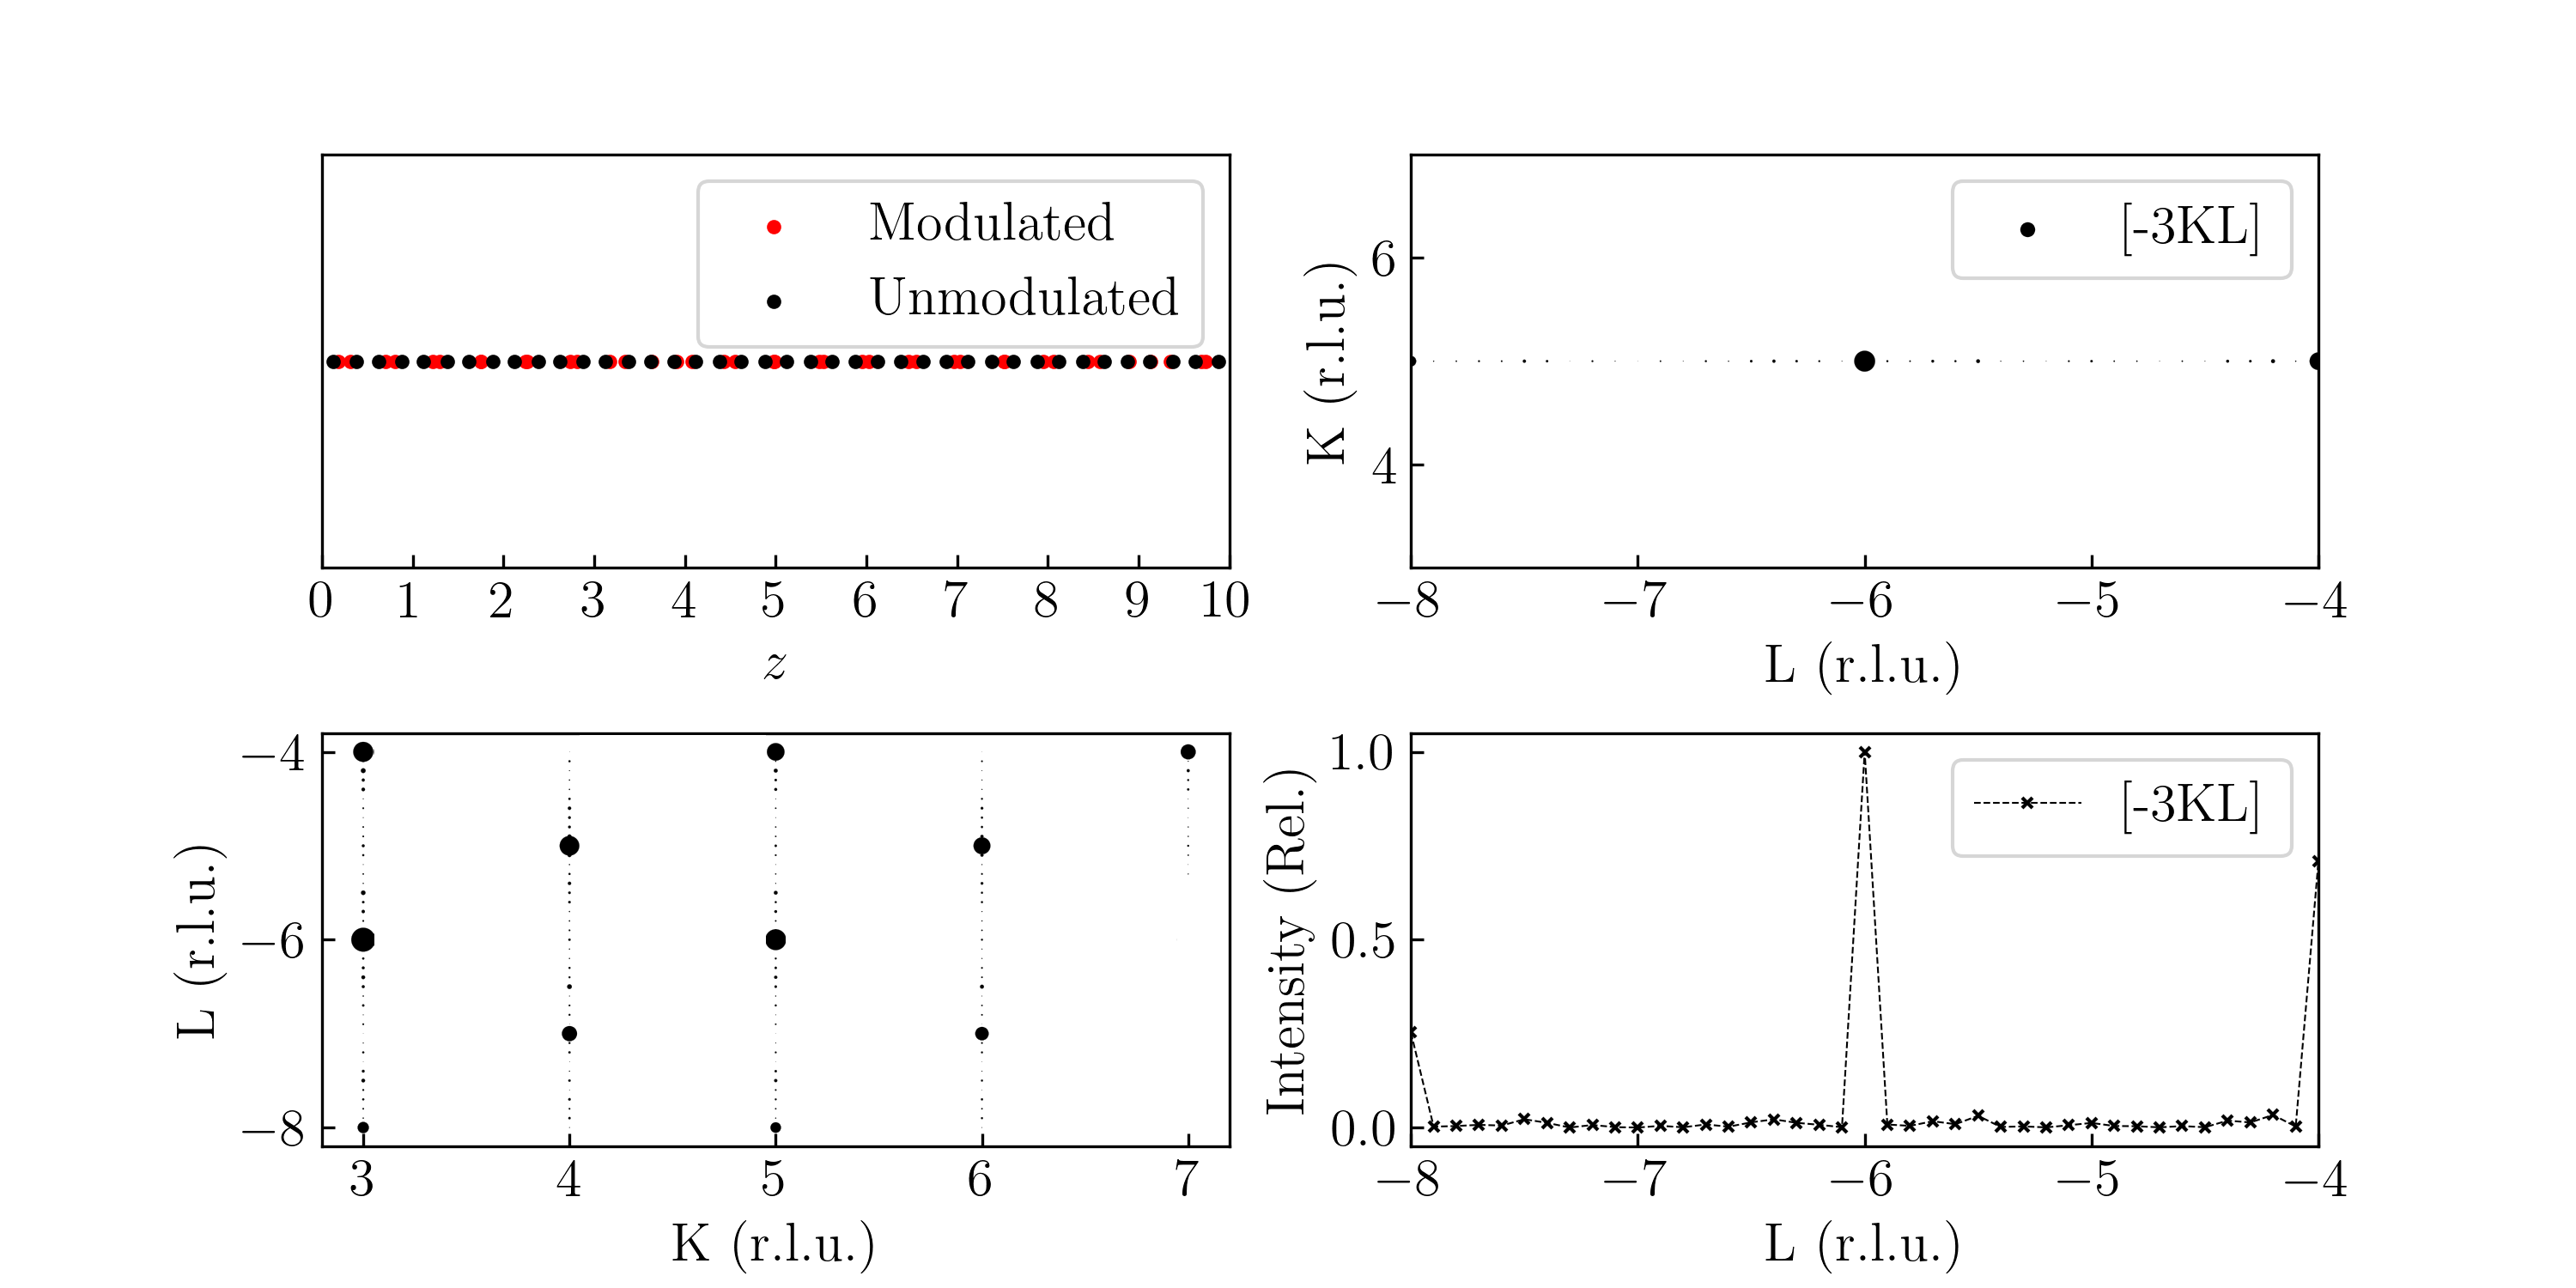 Modulated
Unmodulated
0 1 2 3 4 5 6 7 8 9 10
z
[-3KL]
6
4
K (r.l.u.)
−8 −7 −6 −5 −4
L (r.l.u.)
−4
−6
−8
L (r.l.u.)
3 4 5 6 7
K (r.l.u.)
[-3KL]
1.0
0.5
0.0
Intensity (Rel.)
−8 −7 −6 −5 −4
L (r.l.u.)